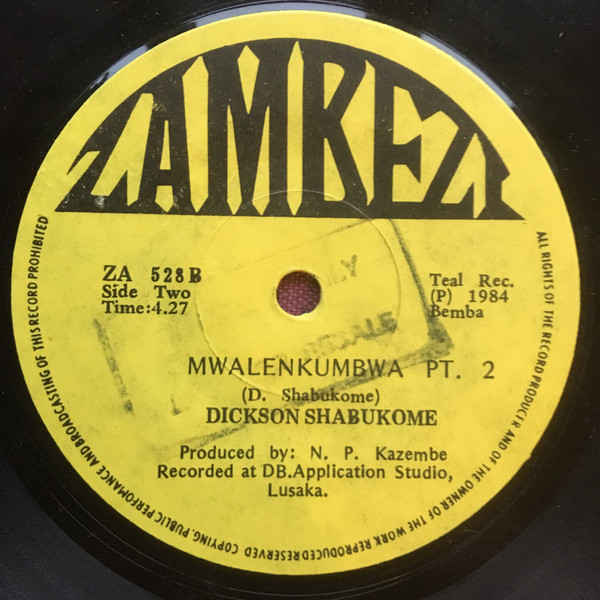 ZAMBEZI
ZA 528B
Side Two
Time:4.27
Teal Rec.
(P) 1984
Bemba
MWALENKUMBWA PT. 2
(D. Shabukome)
DICKSON SHABUKOME
Produced by: N. P. Kazembe
Recorded at DB.Application Studio,
Lusaka.
ALL RIGHTS OF THE RECORD PRODUCTR AND OF THE OWNER OF THE WORK REPRODUCED RESERVED COPYING, PUBLIC PERFOMANCE AND BROADCASTING OF THIS RECORD PROHIBITED